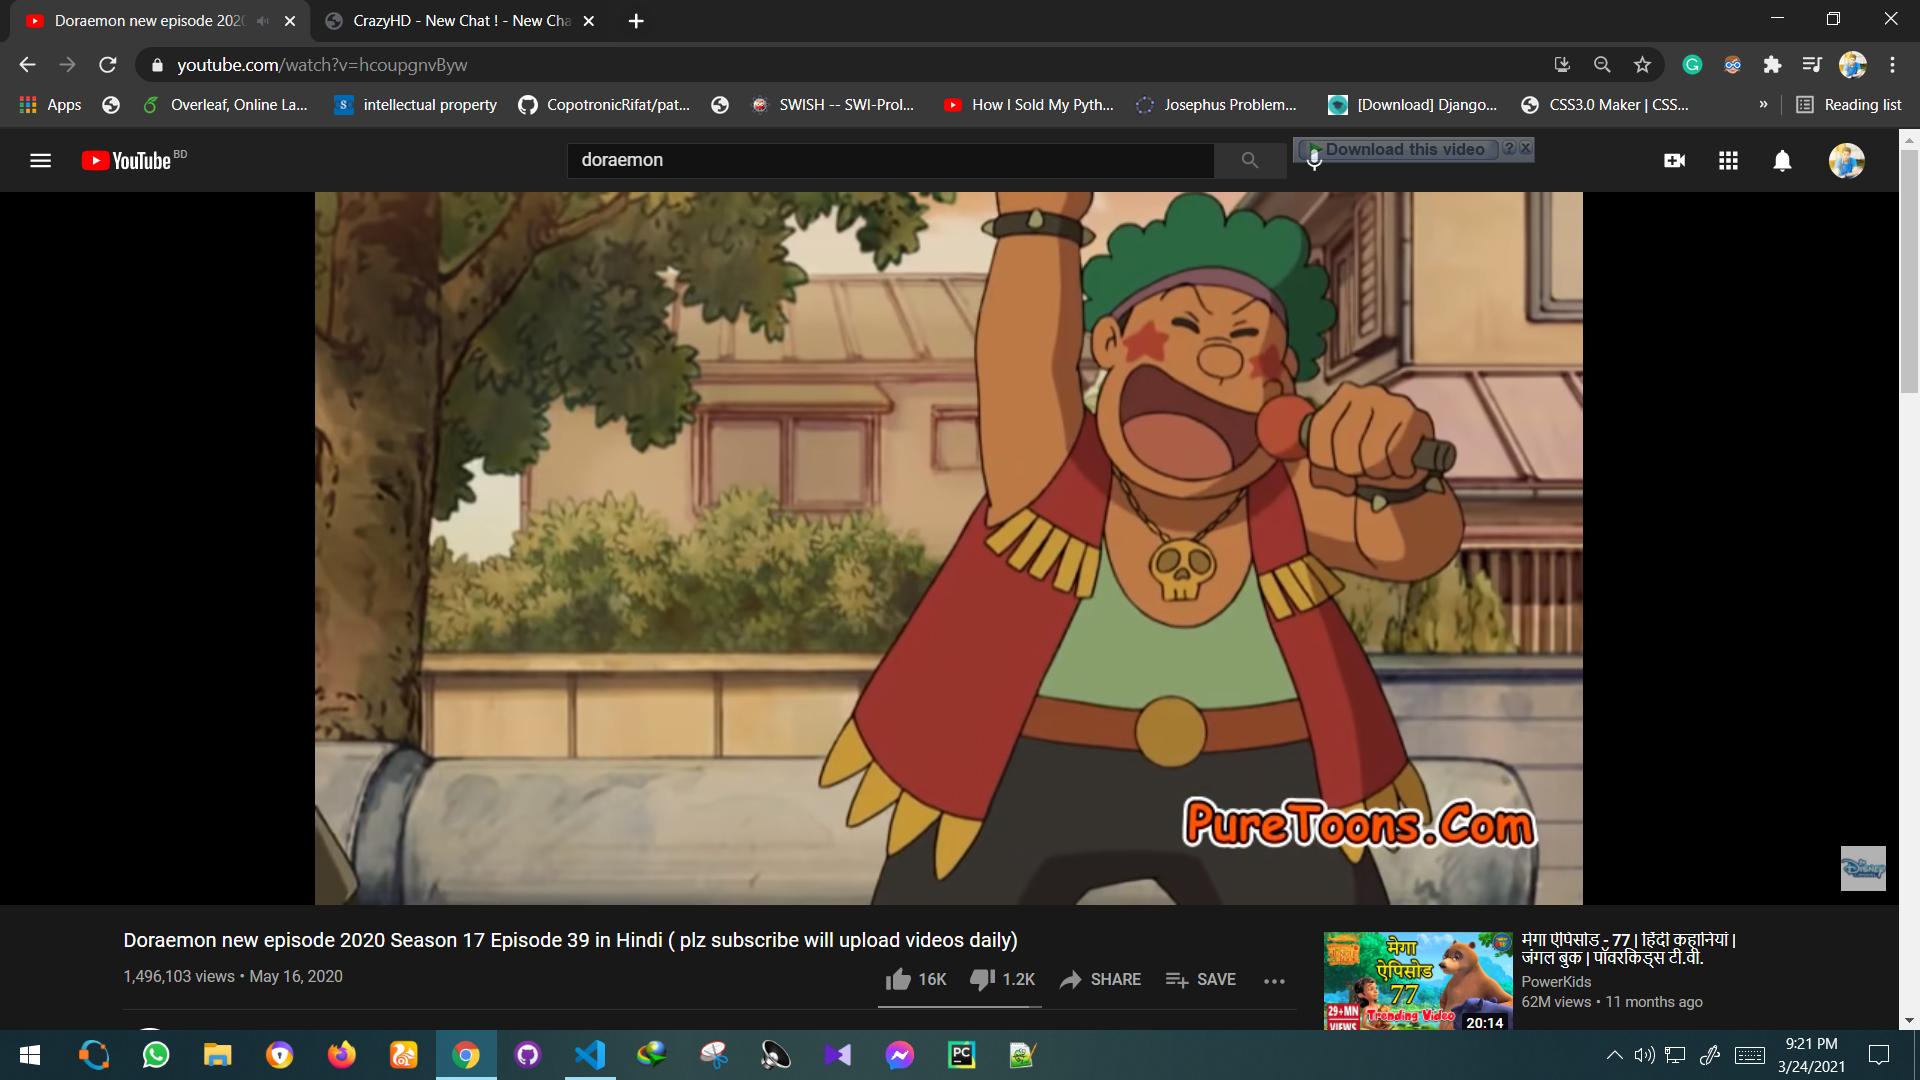 Doraemon new episode 202
CrazyHD - New Chat ! - New Cha
youtube.com/watch?v=hcoupgnvByw
Apps
Overleaf, Online La...
intellectual property
CopotronicRifat/pat...
SWISH -- SWI-Prol...
How I Sold My Pyth...
Josephus Problem...
[Download] Django...
CSS3.0 Maker | CSS...
»
Reading list
YouTube BD
doraemon
Download this video
PureToons.Com
Disney
Doraemon new episode 2020 Season 17 Episode 39 in Hindi ( plz subscribe will upload videos daily)
1,496,103 views • May 16, 2020
16K
1.2K
SHARE
SAVE
मेगा
ऐपिसोड
77
29+MN
VIEWS
Trending Video
20:14
मेगा ऐपिसोड - 77 | हिंदी कहानियां |
जंगल बुक | पॉवरकिड्स टी.वी.
PowerKids
62M views • 11 months ago
PC
9:21 PM
3/24/2021